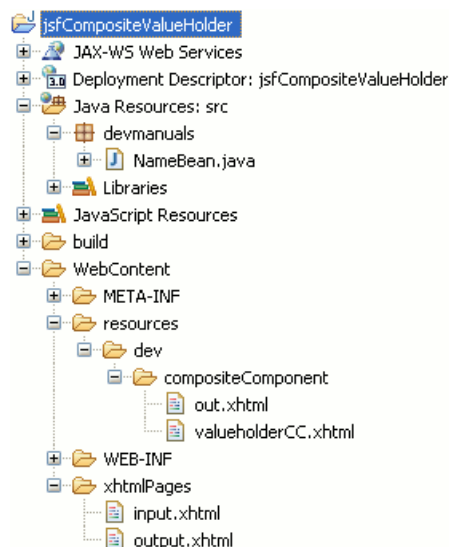 jsfCompositeValueHolder
JAX-WS Web Services
3.0 Deployment Descriptor: jsfCompositeValueHolder
Java Resources: src
devmanuals
J NameBean.java
Libraries
JavaScript Resources
build
WebContent
META-INF
resources
dev
compositeComponent
out.xhtml
valueholderCC.xhtml
WEB-INF
xhtmlPages
input.xhtml
output.xhtml